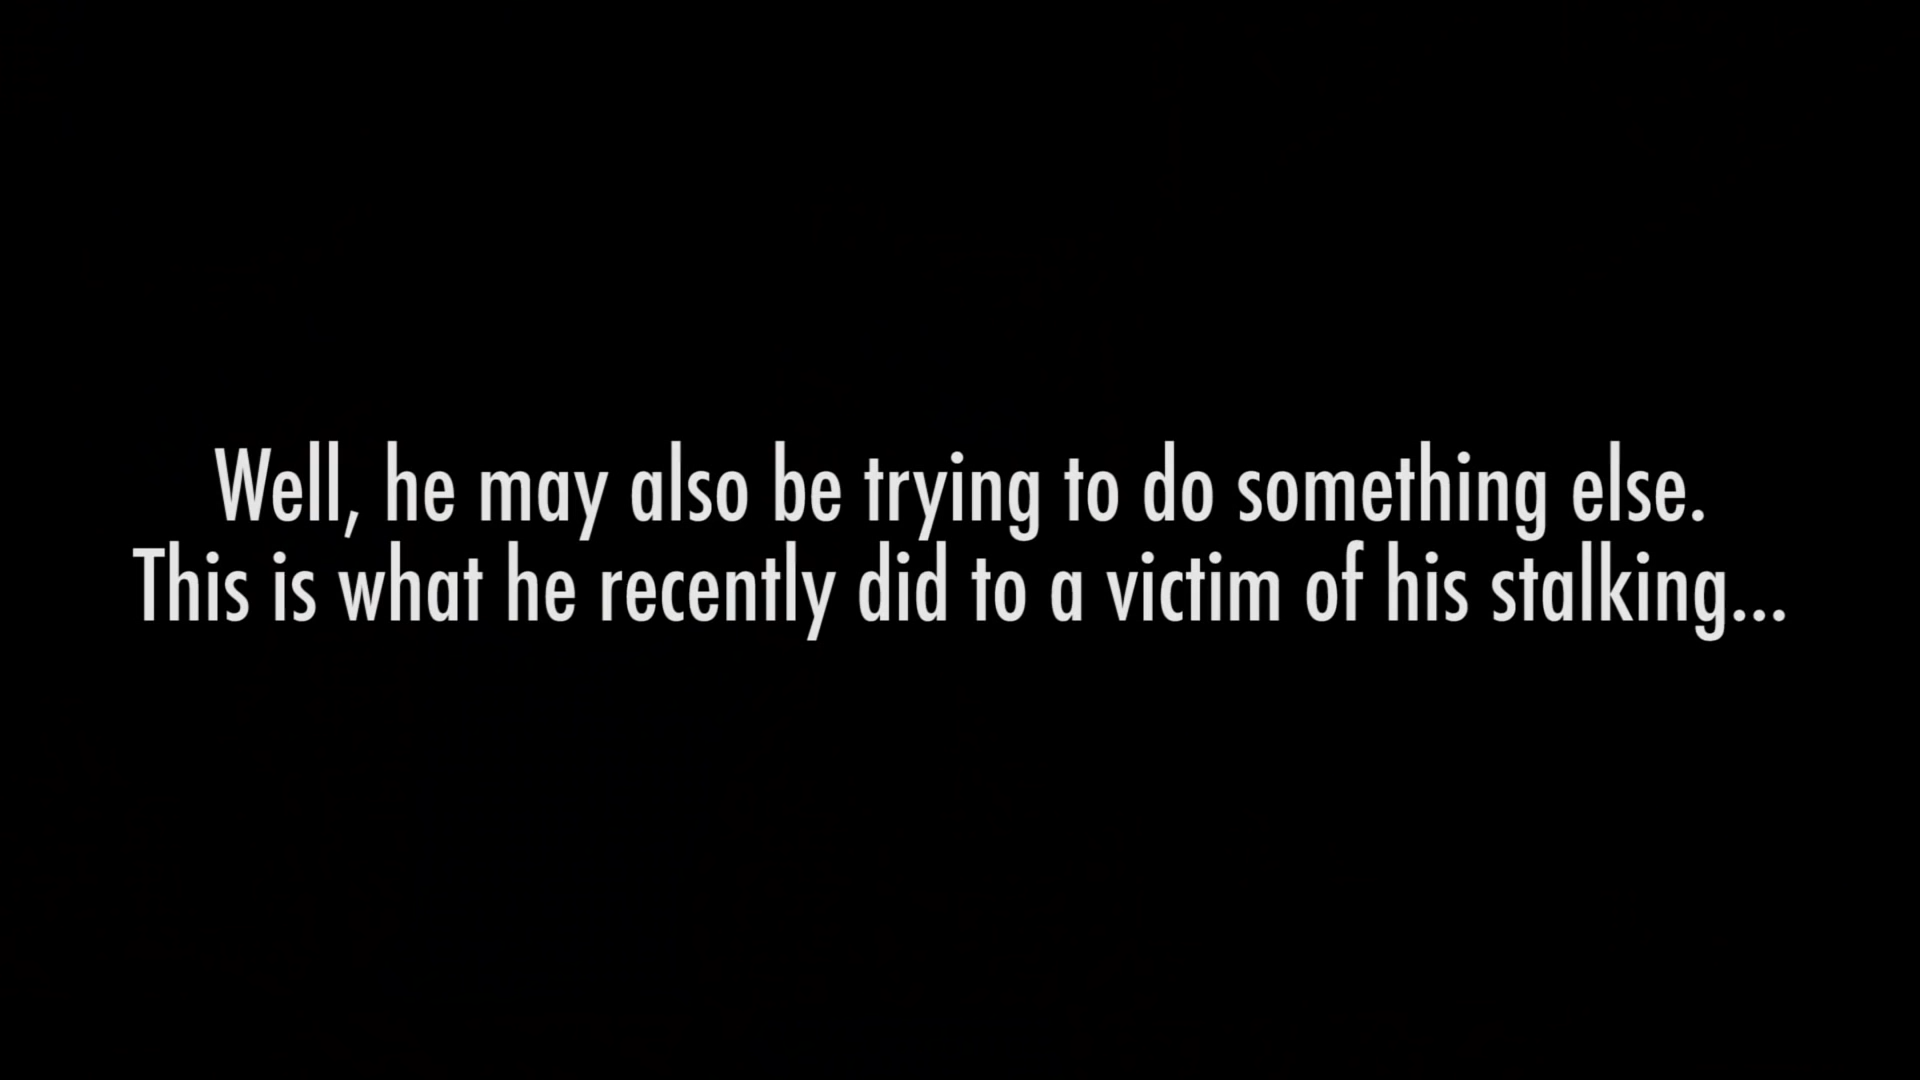 Well, he may also be trying to do something else.
This is what he recently did to a victim of his stalking...